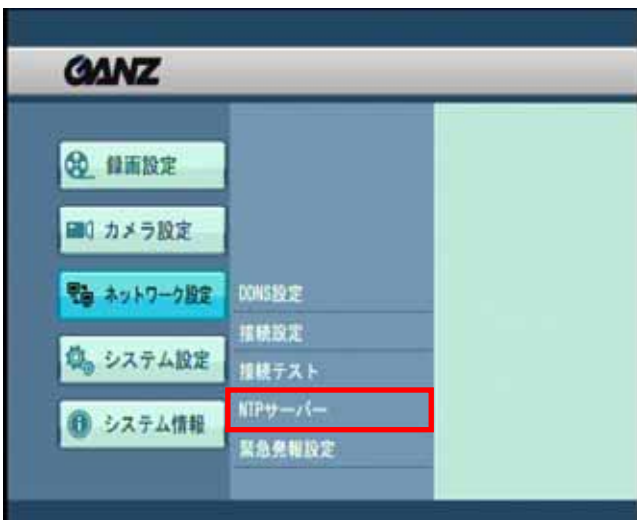 GANZ
録画設定
カメラ設定
ネットワーク設定
システム設定
システム情報
DDNS設定
接続設定
接続テスト
NTPサーバー
緊急発報設定